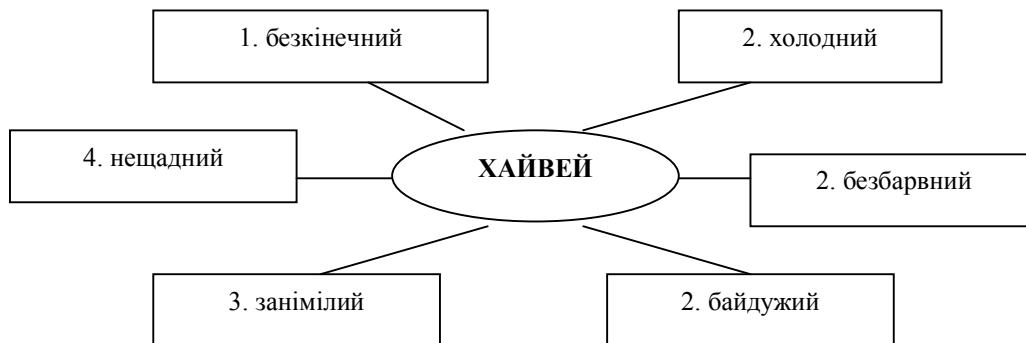 1. безкінечний
2. холодний
4. нещадний
ХАЙВЕЙ
2. безбарвний
3. занімілий
2. байдужий